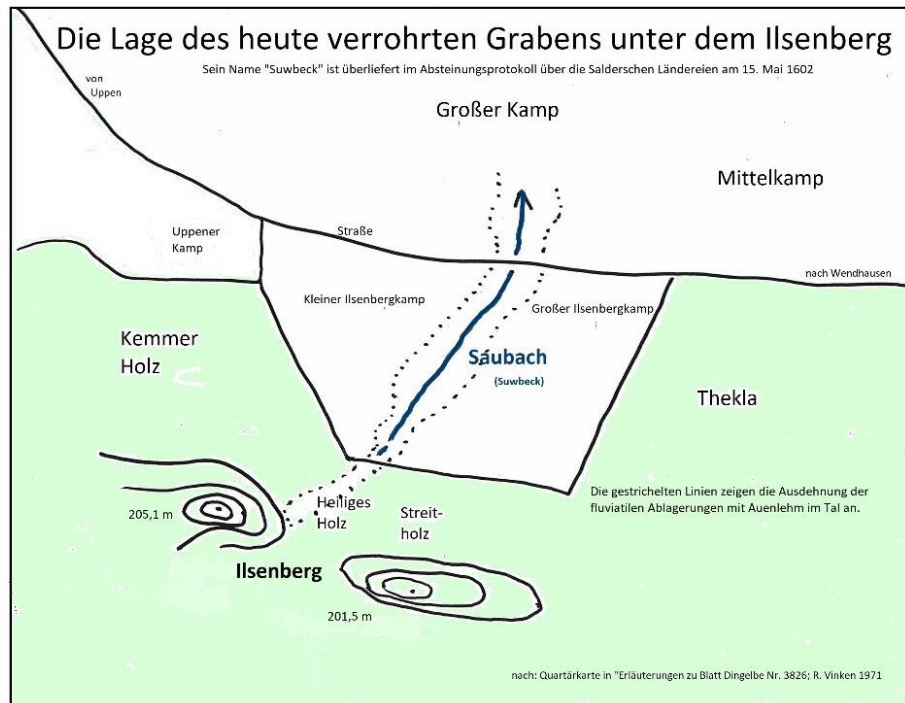 Die Lage des heute verrohrten Grabens unter dem Ilsenberg
Sein Name "Suwbeck" ist überliefert im Absteinungsprotokoll über die Salderschen Ländereien am 15. Mai 1602
von
Uppen
Großer Kamp
Mittelkamp
Uppener
Kamp
Straße
nach Wendhausen
Kleiner Ilsenbergkamp
Großer Ilsenbergkamp
Kemmer
Holz
Saubach
(Suwbeck)
Thekla
Die gestrichelten Linien zeigen die Ausdehnung der
fluviatilen Ablagerungen mit Auenlehm im Tal an.
205,1 m
Heiliges
Holz
Streit-
holz
Ilsenberg
201,5 m
nach: Quartärkarte in "Erläuterungen zu Blatt Dingelbe Nr. 3826; R. Vinken 1971